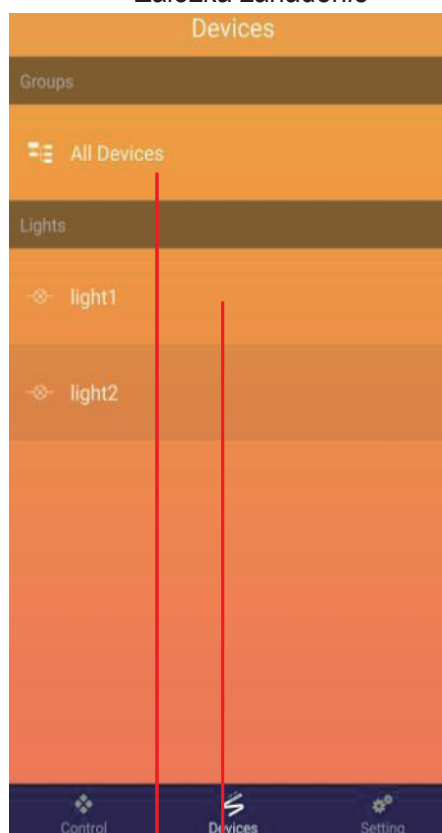 Devices
Groups
All Devices
Lights
light1
light2
Control
Devices
Setting